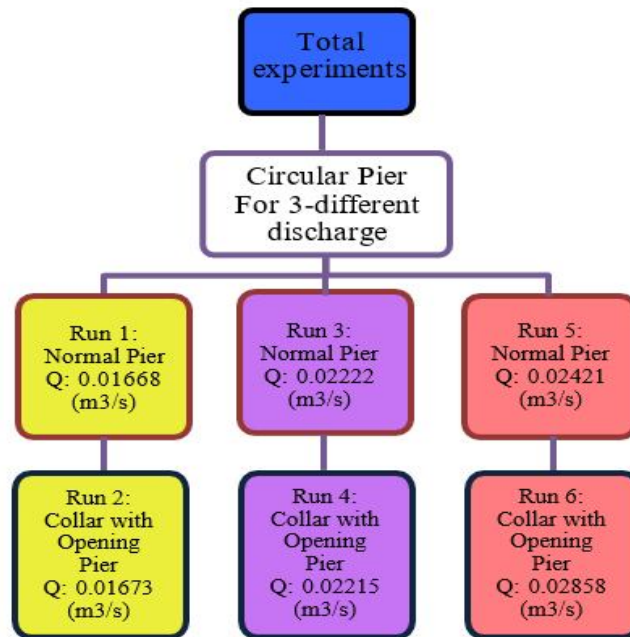 Total
experiments
Circular Pier
For 3-different
discharge
Run 1:
Normal Pier
Q: 0.01668
(m3/s)
Run 3:
Normal Pier
Q: 0.02222
(m3/s)
Run 5:
Normal Pier
Q: 0.02421
(m3/s)
Run 2:
Collar with
Opening
Pier
Q: 0.01673
(m3/s)
Run 4:
Collar with
Opening
Pier
Q: 0.02215
(m3/s)
Run 6:
Collar with
Opening
Pier
Q: 0.02858
(m3/s)